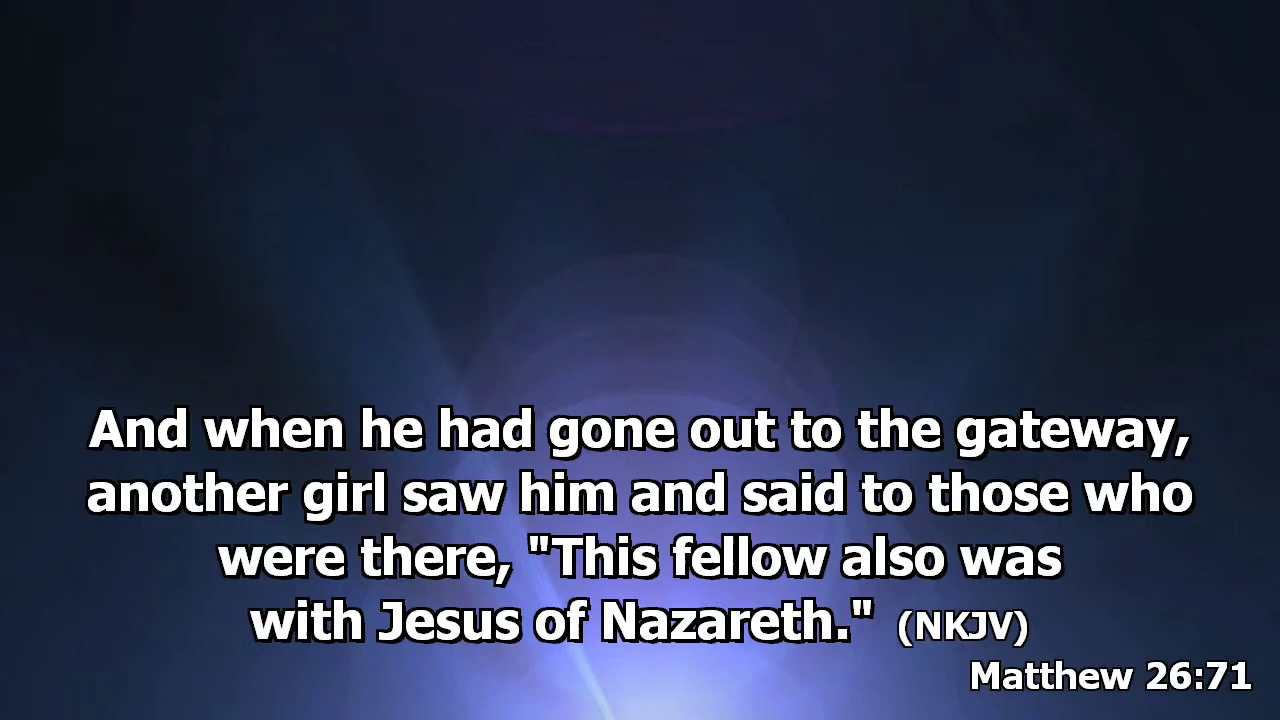 And when he had gone out to the gateway,
another girl saw him and said to those who
were there, "This fellow also was
with Jesus of Nazareth." (NKJV)
Matthew 26:71